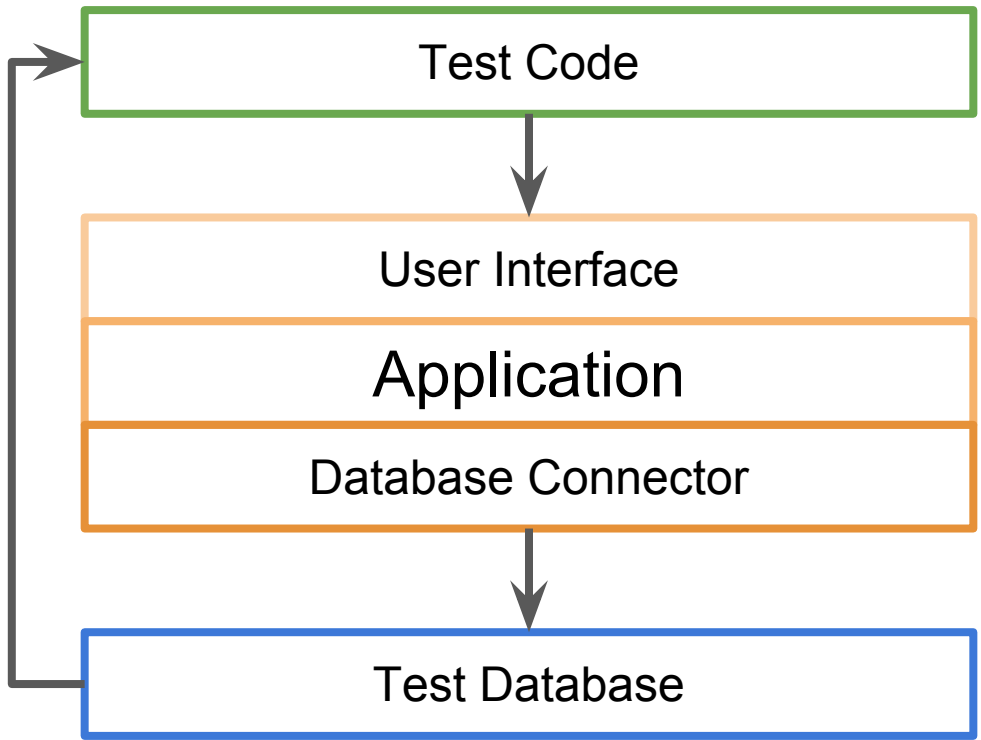 Test Code
User Interface
Application
Database Connector
Test Database